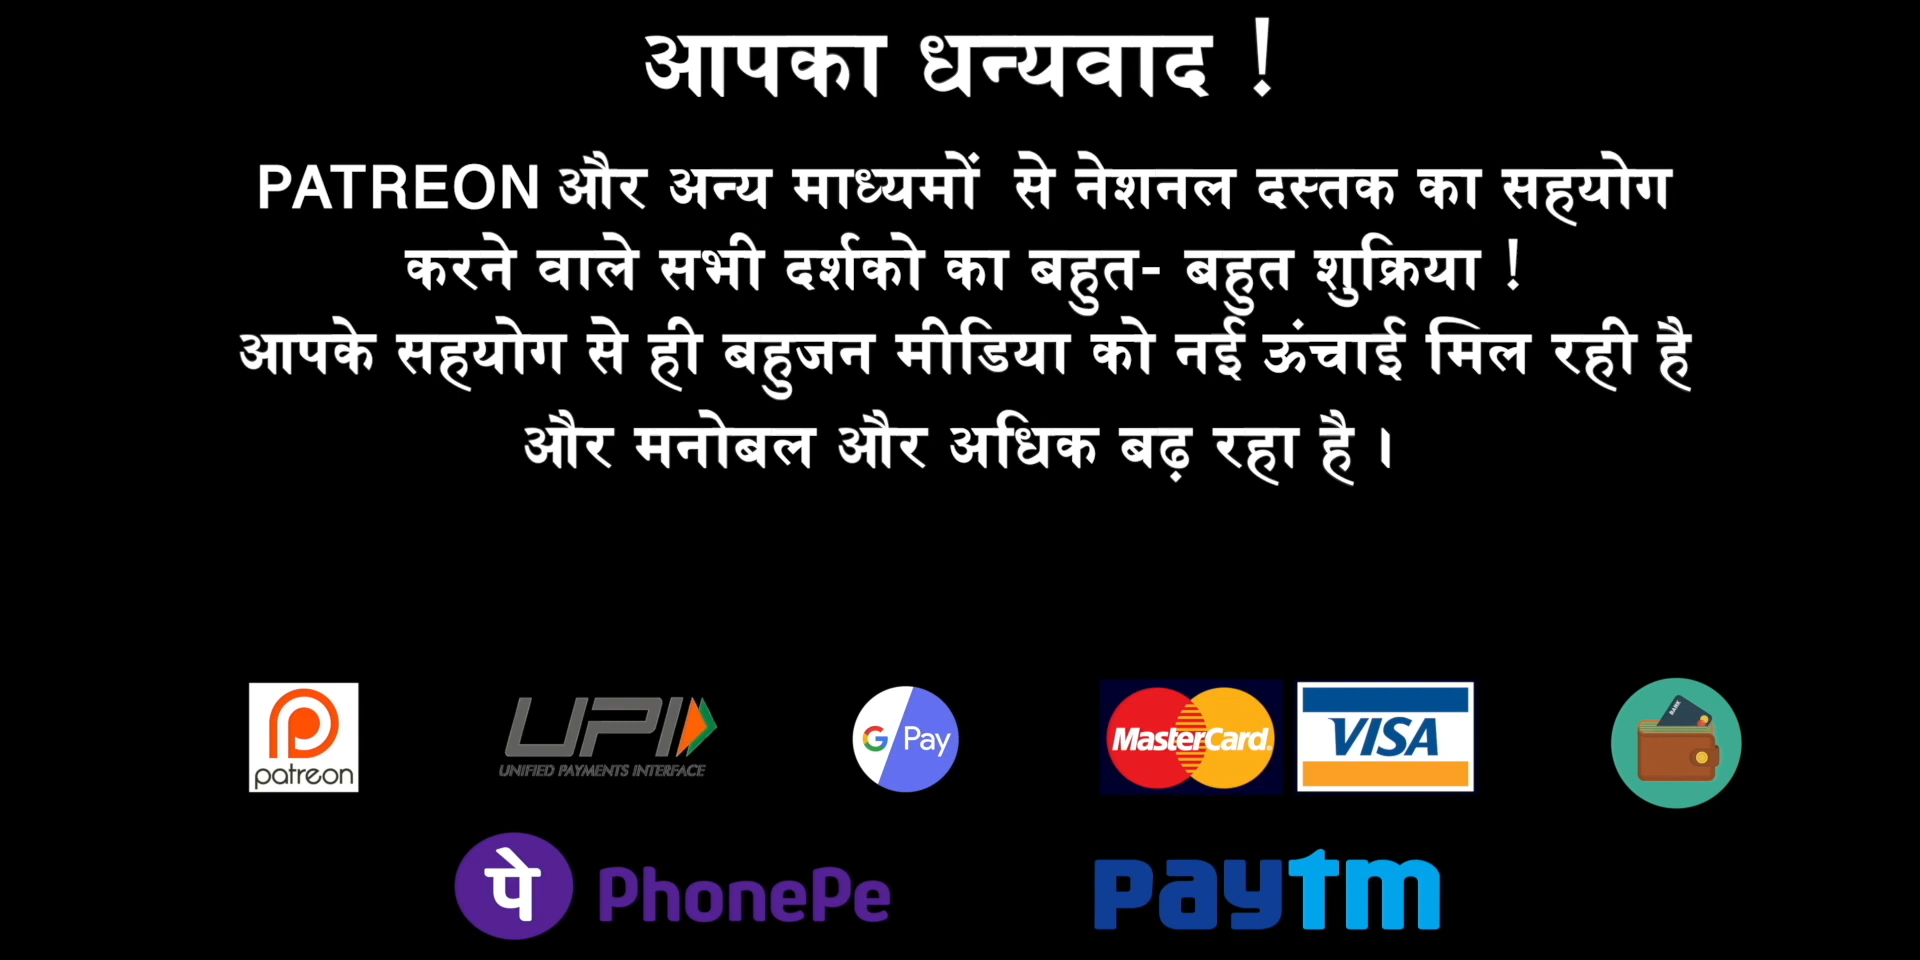 आपका धन्यवाद !
PATREON और अन्य माध्यमों से नेशनल दस्तक का सहयोग
करने वाले सभी दर्शको का बहुत- बहुत शुक्रिया !
आपके सहयोग से ही बहुजन मीडिया को नई ऊंचाई मिल रही है
और मनोबल और अधिक बढ़ रहा है ।
patreon
UPI
UNIFIED PAYMENTS INTERFACE
G Pay
MasterCard
VISA
BANK
पे PhonePe
paytm